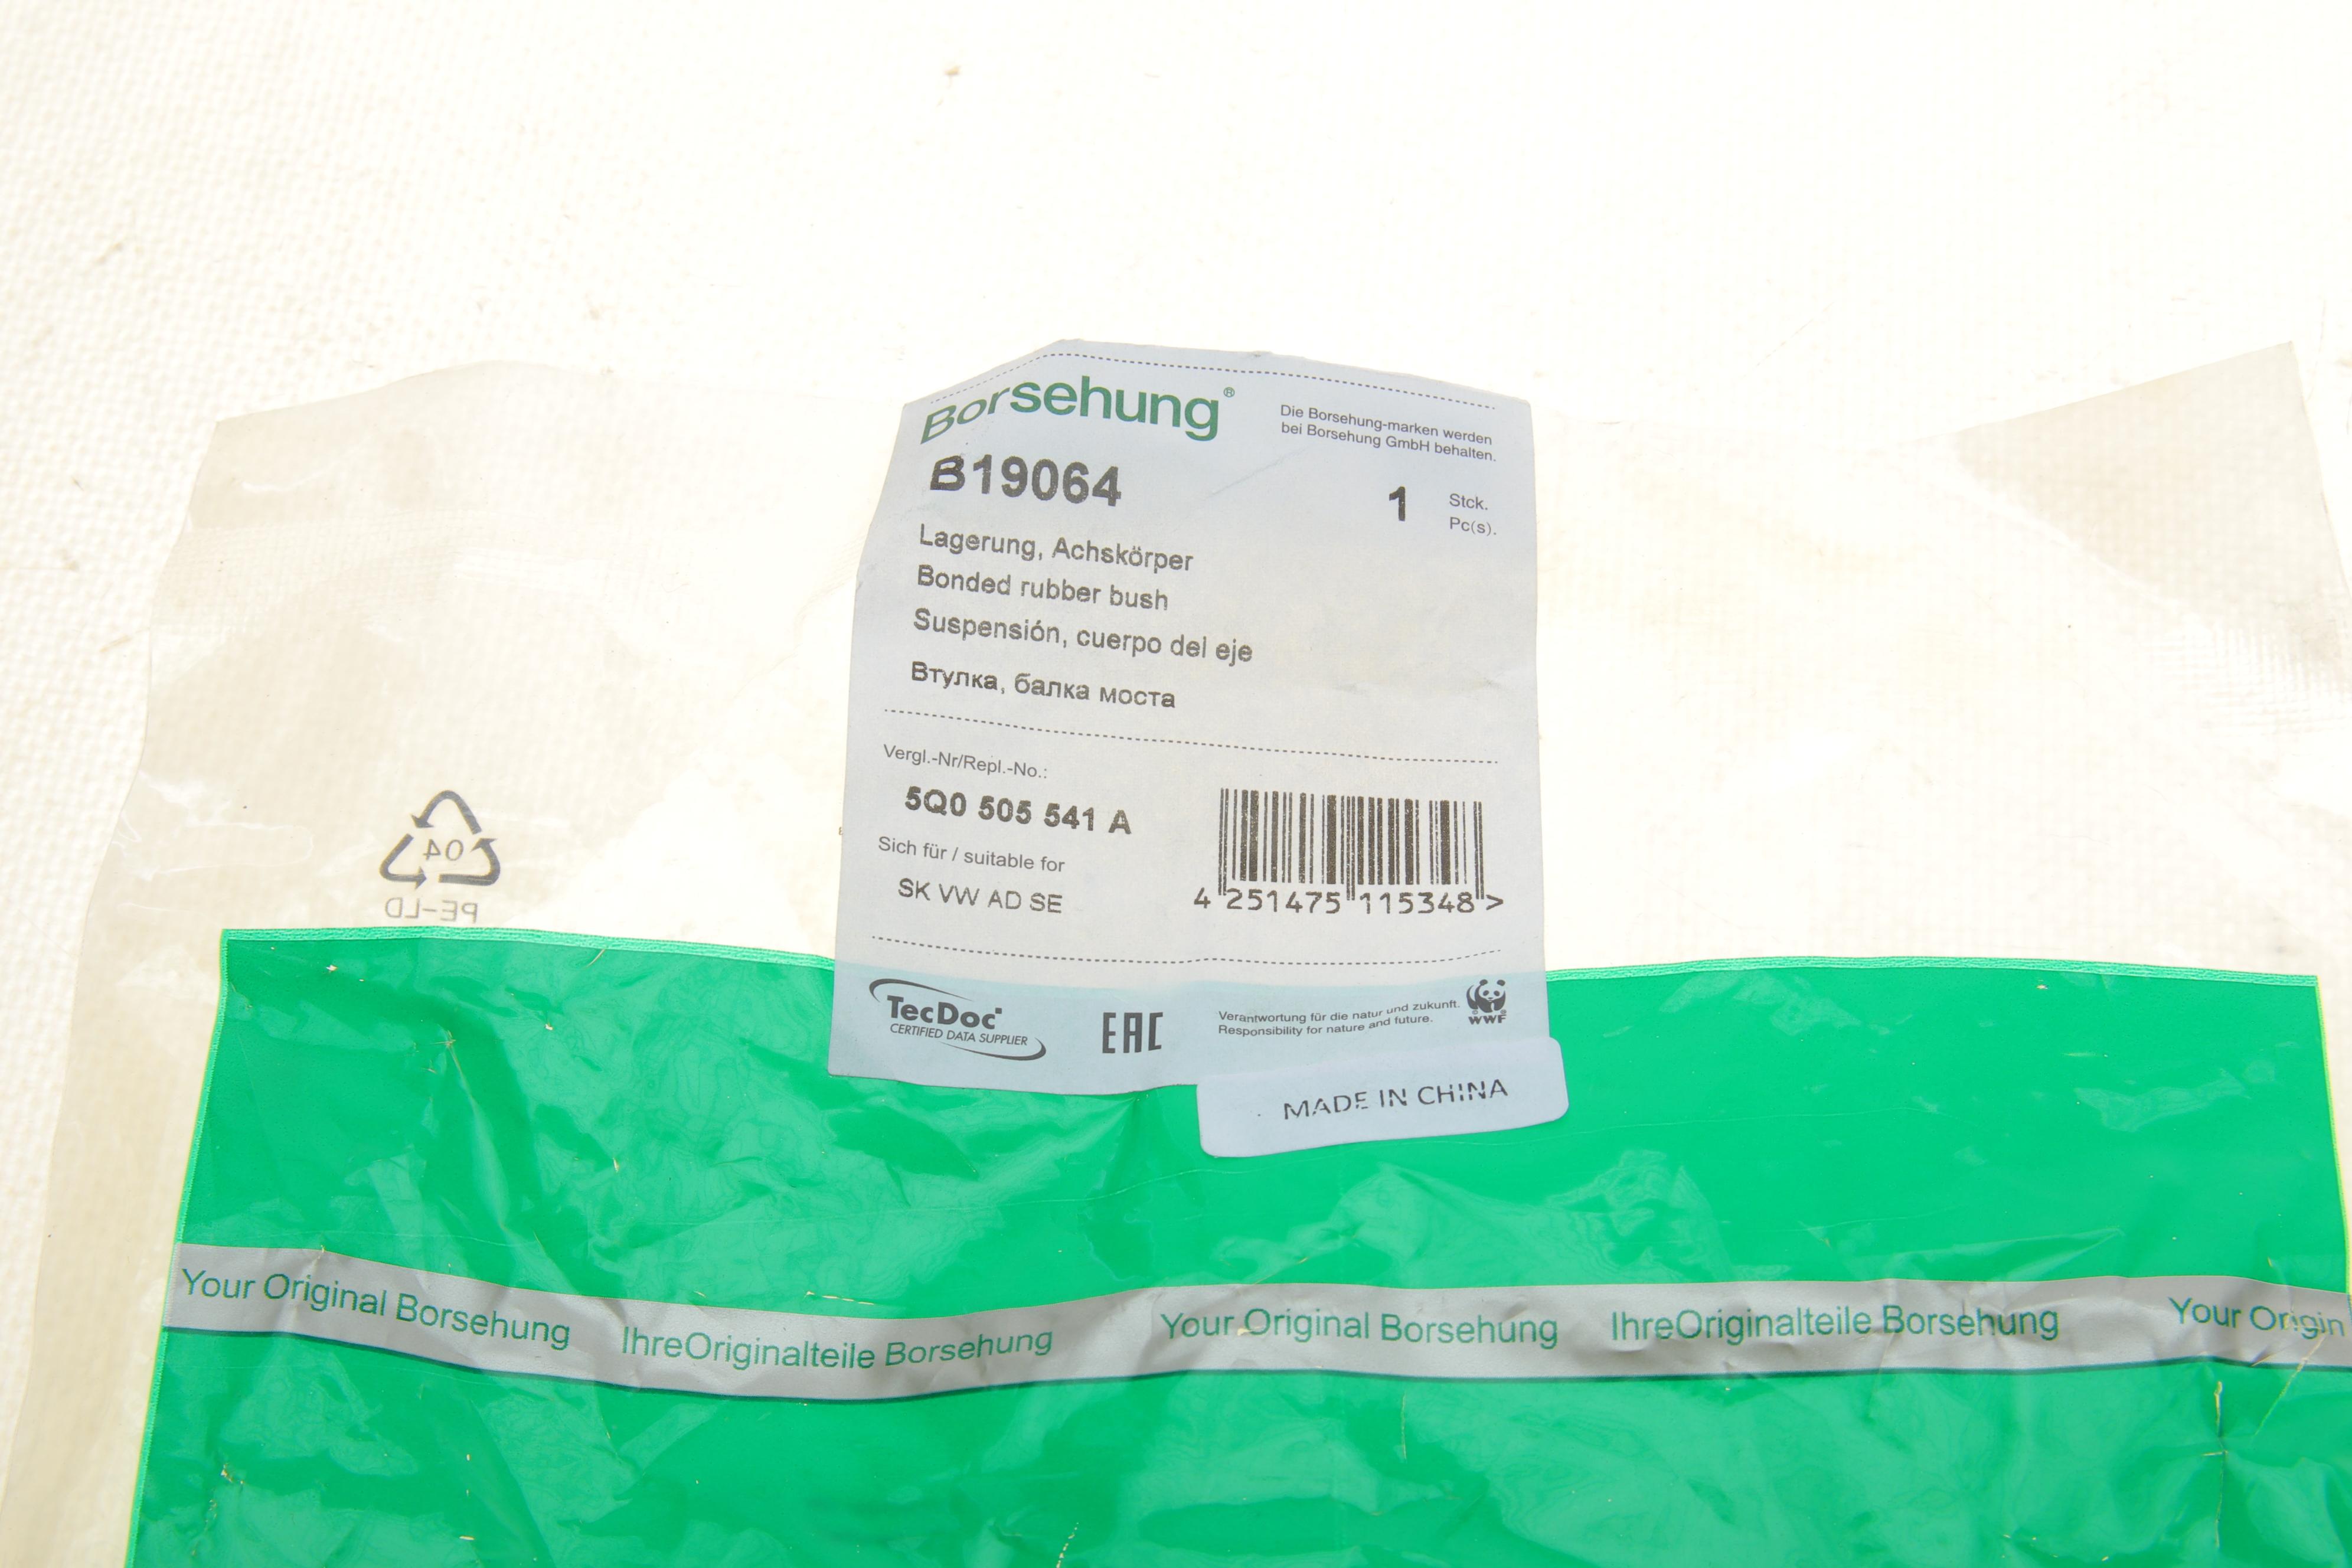 Borsehung®
Die Borsehung-marken werden
bei Borsehung GmbH behalten.
B19064
1 Stck.
Pc(s).
Lagerung, Achskörper
Bonded rubber bush
Suspensión, cuerpo del eje
Втулка, балка моста
Vergl.-Nr/Repl.-No.:
5Q0 505 541 A
Sich für / suitable for
SK VW AD SE
4 251475 115348 >
TecDoc
CERTIFIED DATA SUPPLIER
EAC
Verantwortung für die natur und zukunft.
Responsibility for nature and future.
WWF
MADE IN CHINA
04
PE-LD
Your Original Borsehung IhreOriginalteile Borsehung Your Original Borsehung IhreOriginalteile Borsehung Your Origin